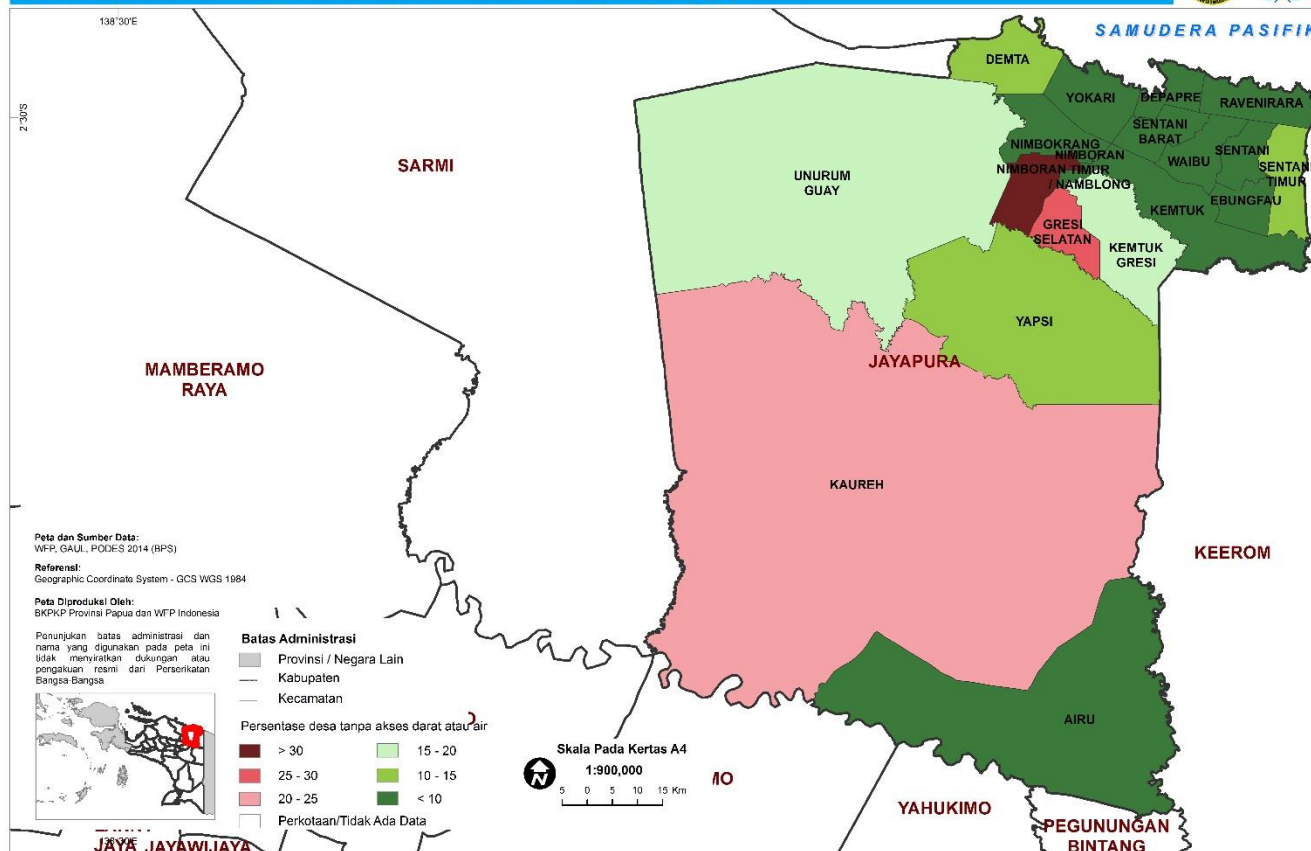 138°30'E
SAMUDERA PASIFIK
DEMTA
2°30'S
YOKARI
DEPAPRE
RAVENIRARA
SENTANI
BARAT
SARMI
NIMBOKRANG
NIMBORAN
TIMUR
/ NAMBLONG
NIMBORAN
WAIBU
SENTANI
SENTANI
TIMUR
UNURUM
GUAY
KEMTUK
EBUNGFAU
GRESI
SELATAN
KEMTUK
GRESI
YAPSI
JAYAPURA
MAMBERAMO
RAYA
KAUREH
KEEROM
Peta dan Sumber Data:
WFP, GAUL, PODES 2014 (BPS)
Referensi:
Geographic Coordinate System - GCS WGS 1984
Peta Diproduksi Oleh:
BKPKP Provinsi Papua dan WFP Indonesia
Penunjukan batas administrasi dan
nama yang digunakan pada peta ini
tidak menyiratkan dukungan atau
pengakuan resmi dari Perserikatan
Bangsa-Bangsa
Batas Administrasi
Provinsi / Negara Lain
Kabupaten
Kecamatan
Persentase desa tanpa akses darat atau air
> 30
25 - 30
20 - 25
Perkotaan/Tidak Ada Data
15 - 20
10 - 15
< 10
N
Skala Pada Kertas A4
1:900,000
5 0 5 10 15 Km
AIRU
MO
YAHUKIMO
PEGUNUNGAN
BINTANG
138°30'E
JAYA JAYAWIJAYA